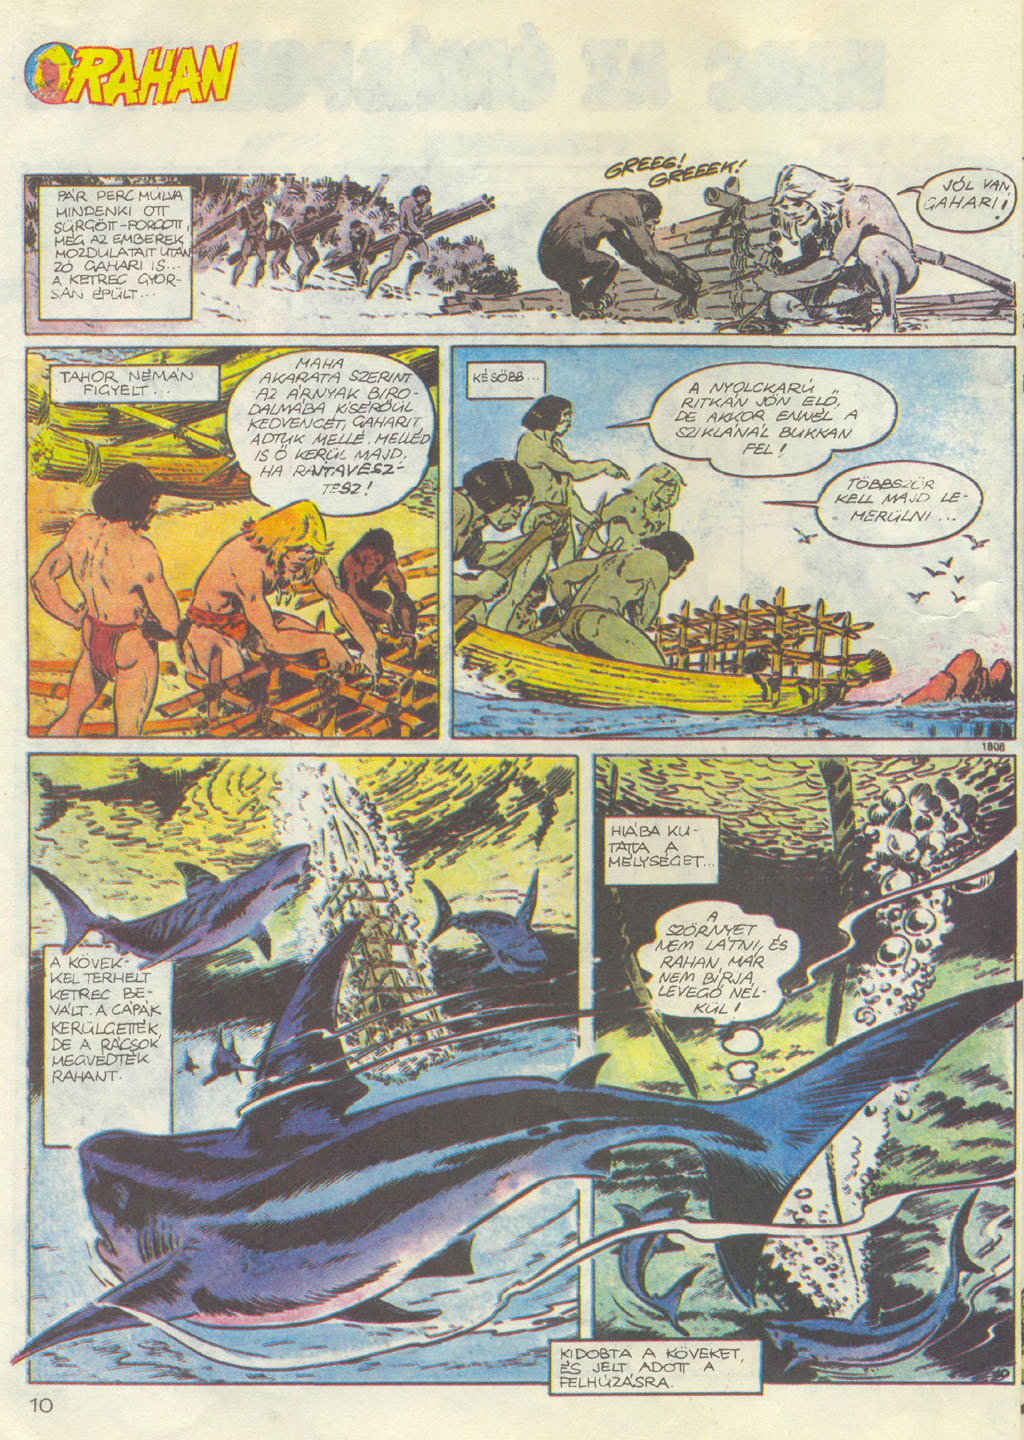 RAHAN
PÁR PERC MÚLVA
MINDENKI OTT
SÜRGÖTT-FORGOTT,
MÉG AZ EMBEREK
MOZDULATAIT UTÁN-
ZÓ GAHARI IS...
A KETREC GYOR-
SAN ÉPÜLT...
GREEG!
GREEEK!
JÓL VAN,
GAHARI!
TAHOR NÉMÁN
FIGYELT...
MAHA
AKARATA SZERINT
AZ ÁRNYAK BIRO-
DALMÁBA KÍSÉRŐÜL
KEDVENCÉT, GAHARIT
ADTUK MELLÉ. MELLÉD
IS Ő KERÜL MAJD,
HA RAJTAVESZ-
TESZ!
KÉSŐBB...
A NYOLCKARÚ
RITKÁN JÖN ELŐ,
DE AKKOR ENNÉL A
SZIKLÁNÁL BUKKAN
FEL!
TÖBBSZÖR
KELL MAJD LE-
MERÜLNI...
1808
A KÖVEK-
KEL TERHELT
KETREC BE-
VÁLT. A CÁPÁK
KERÜLGETTÉK,
DE A RÁCSOK
MEGVÉDTÉK
RAHANT.
HIÁBA KU-
TATTA A
MÉLYSÉGET...
A
SZÖRNYET
NEM LÁTNI, ÉS
RAHAN MÁR
NEM BÍRJA
LEVEGŐ NÉL-
KÜL!
KIDOBTA A KÖVEKET,
ÉS JELT ADOTT A
FELHÚZÁSRA.
10